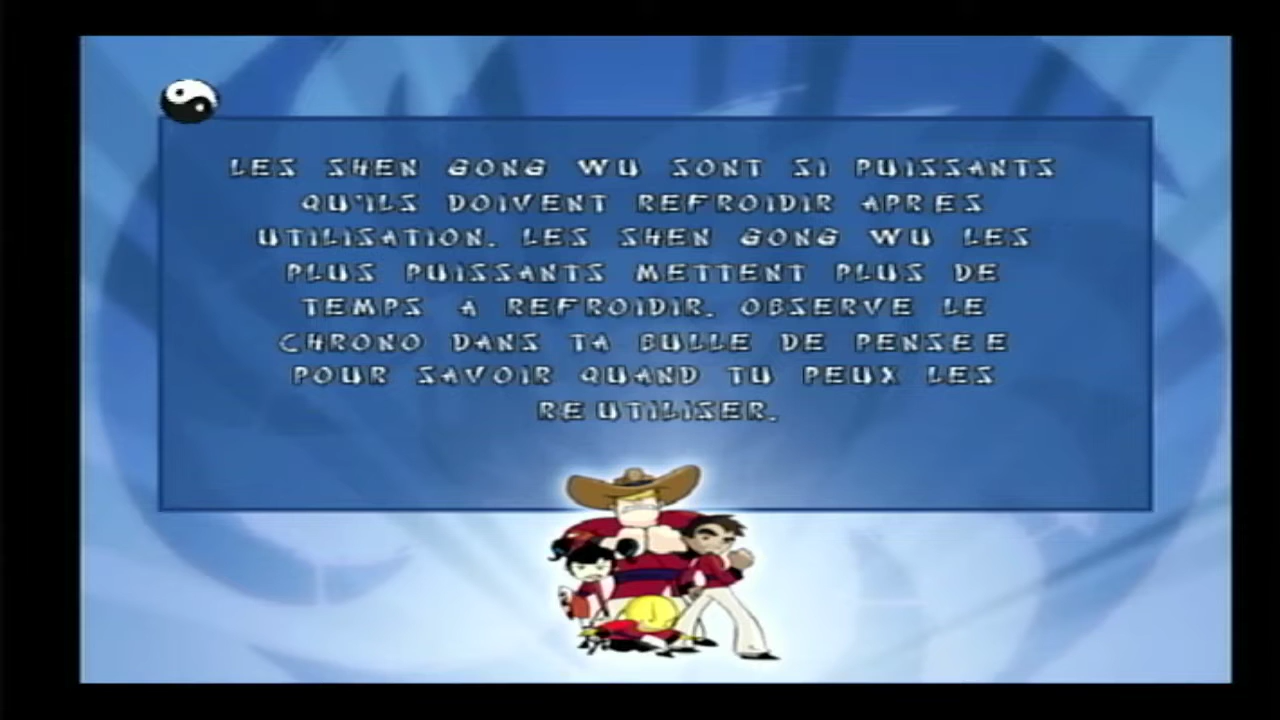 LES SHEN GONG WU SONT SI PUISSANTS
QU'ILS DOIVENT REFROIDIR APRES
UTILISATION. LES SHEN GONG WU LES
PLUS PUISSANTS METTENT PLUS DE
TEMPS A REFROIDIR. OBSERVE LE
CHRONO DANS TA BULLE DE PENSEE
POUR SAVOIR QUAND TU PEUX LES
REUTILISER.